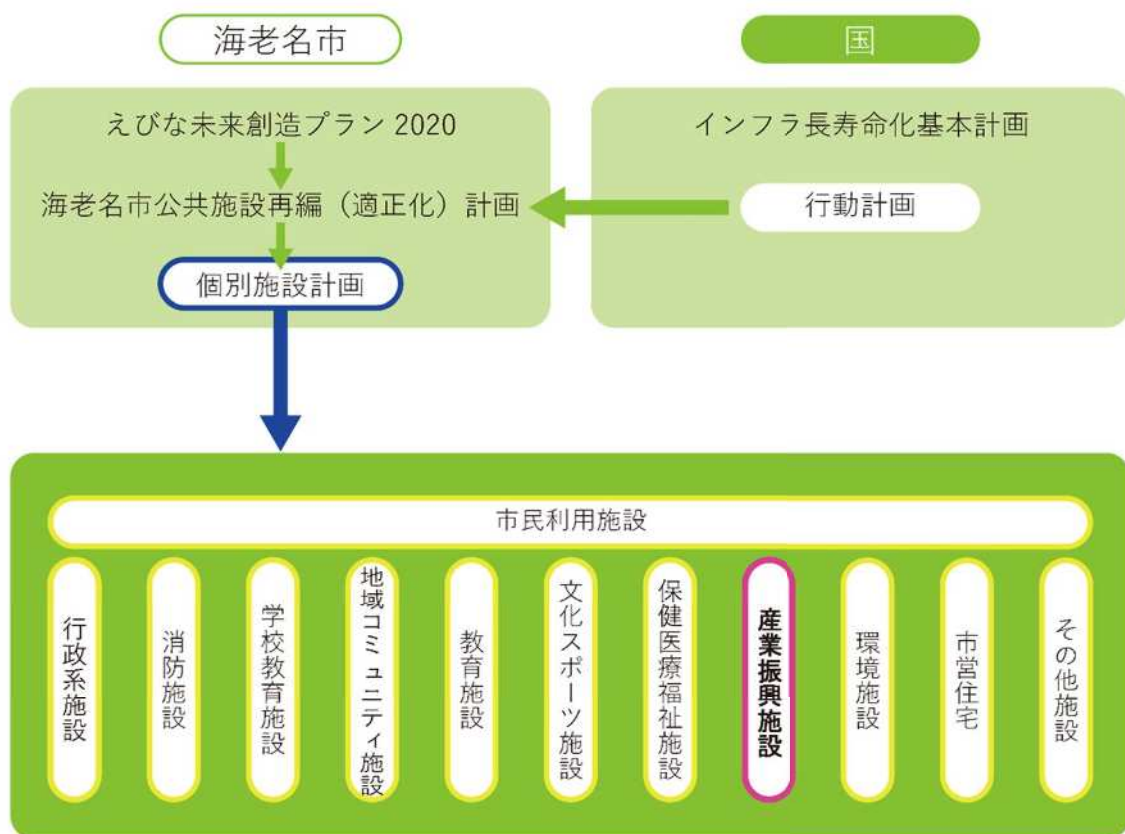 海老名市
国
えびな未来創造プラン 2020
インフラ長寿命化基本計画
海老名市公共施設再編（適正化）計画
行動計画
個別施設計画
市民利用施設
行政系施設
消防施設
学校教育施設
地域コミュニティ施設
教育施設
文化スポーツ施設
保健医療福祉施設
産業振興施設
環境施設
市営住宅
その他施設